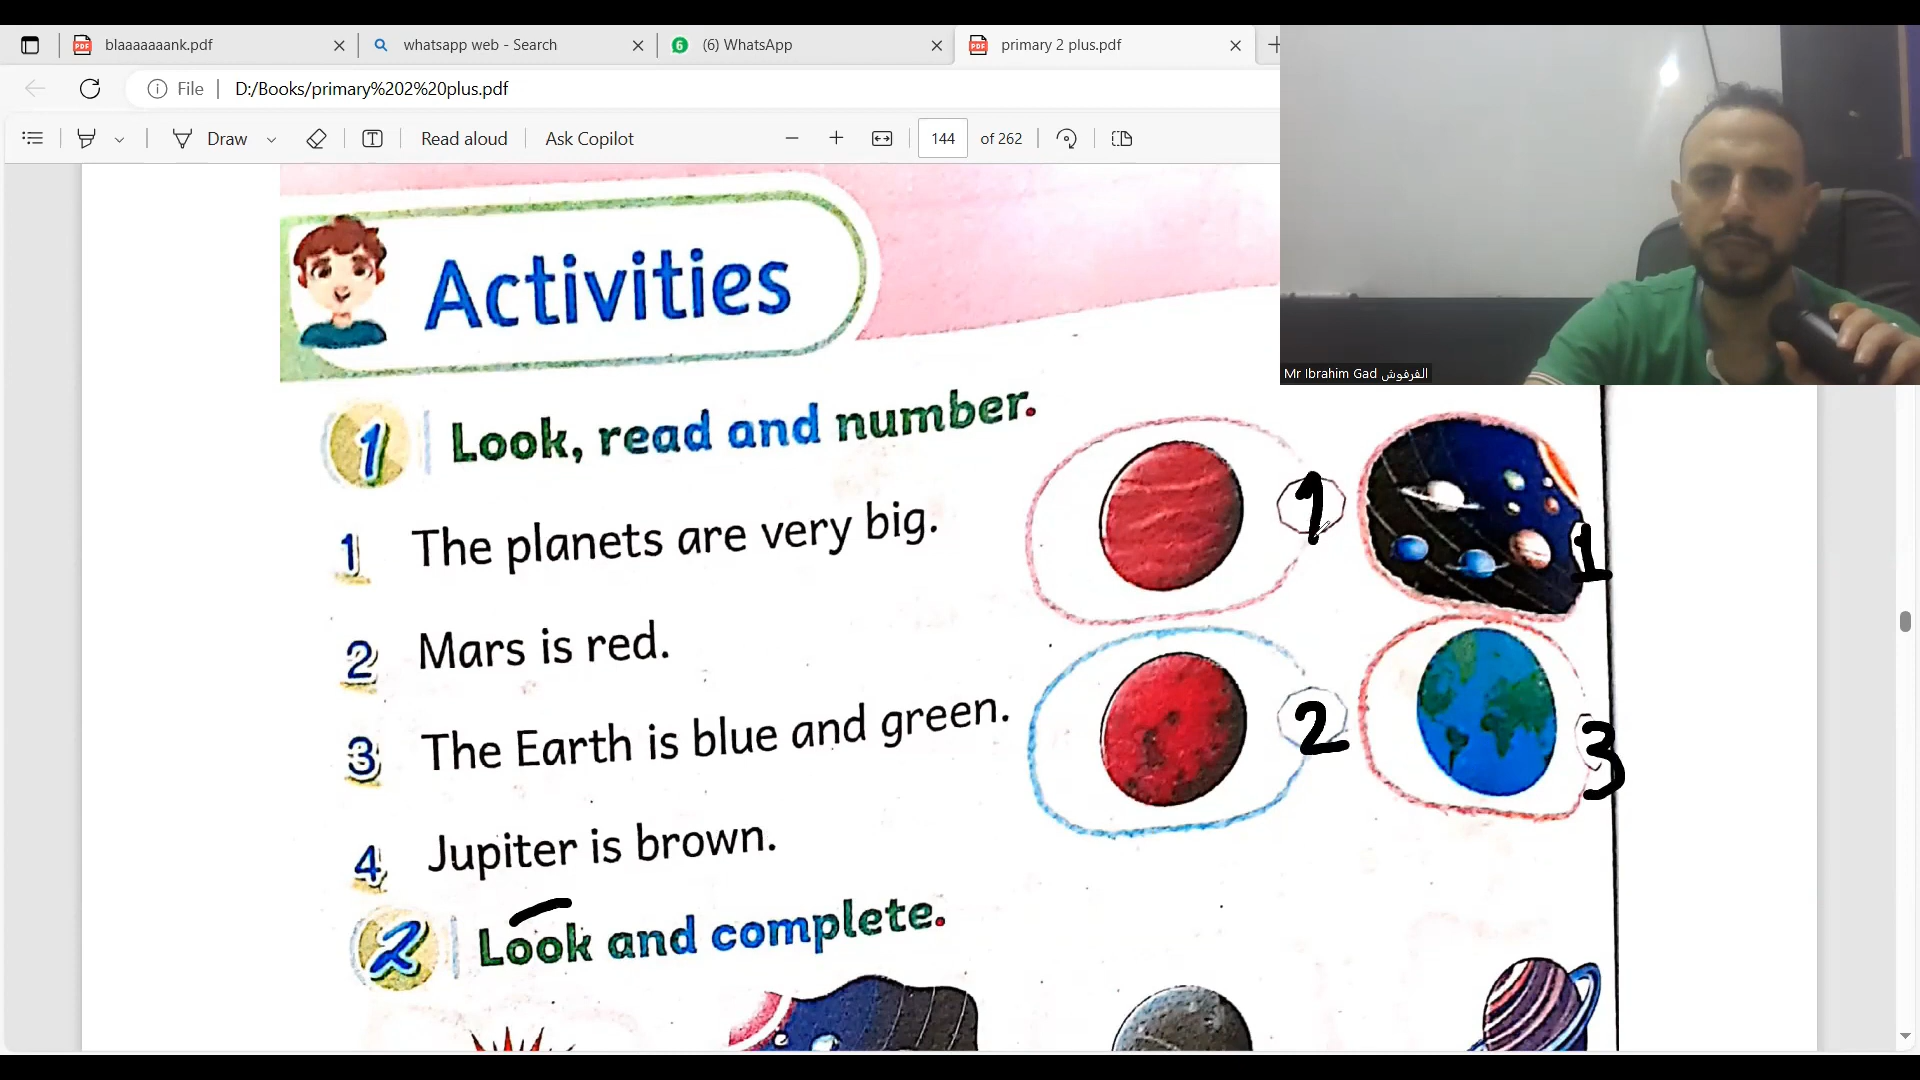 blaaaaaaank.pdf
whatsapp web - Search
6
(6) WhatsApp
primary 2 plus.pdf
File
D:/Books/primary%202%20plus.pdf
Draw
Read aloud
Ask Copilot
144
of 262
Mr Ibrahim Gad الفرفوش
Activities
1 Look, read and number.
1 The planets are very big.
2 Mars is red.
3 The Earth is blue and green.
4 Jupiter is brown.
1
1
2
3
2 Look and complete.